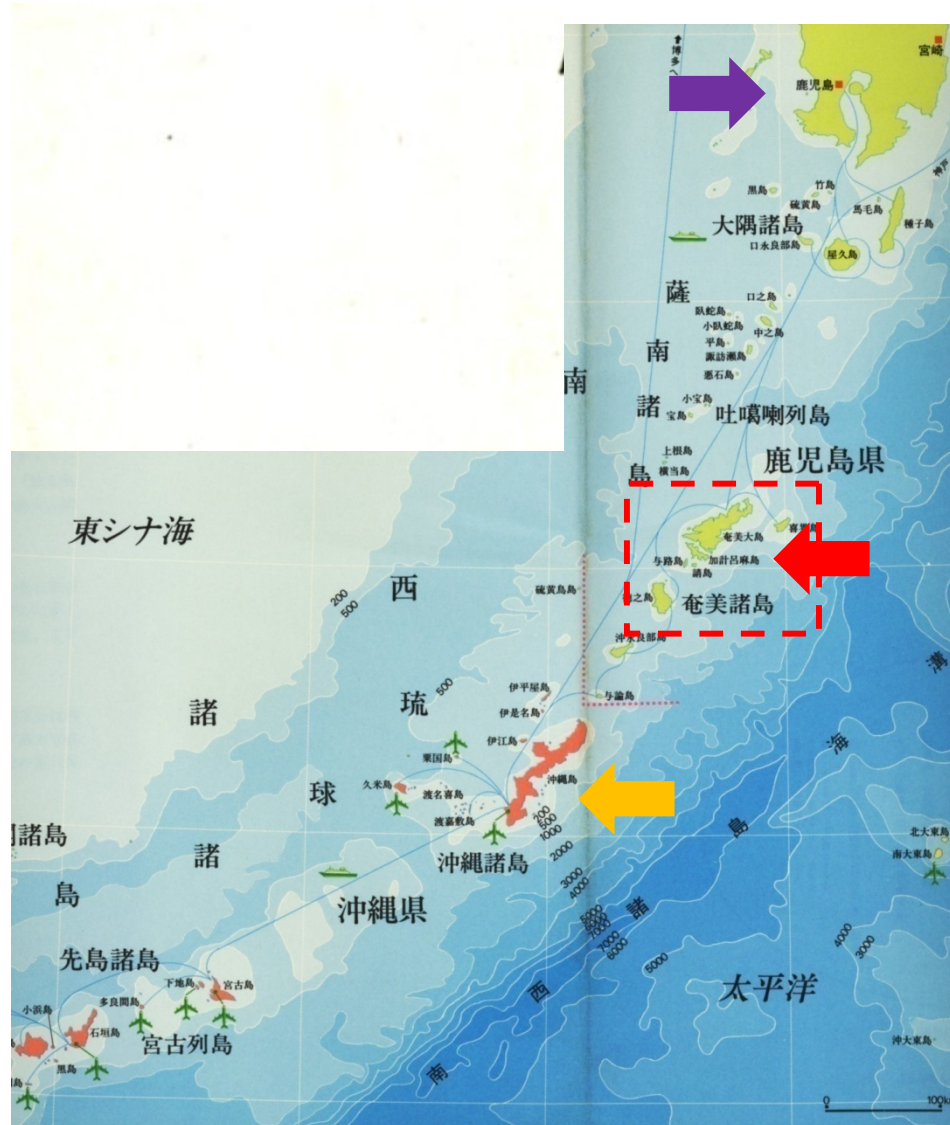 宮崎
博多へ
鹿児島
黒島
竹島
硫黄島
馬毛島
種子島
大隅諸島
口永良部島
屋久島
神戸
薩
南
諸
島
口之島
臥蛇島
小臥蛇島
中之島
平島
諏訪瀬島
悪石島
南
小宝島
宝島
吐噶喇列島
上根島
横当島
鹿児島県
東シナ海
奄美大島
与路島
加計呂麻島
請島
奄美諸島
硫黄鳥島
沖永良部島
与論島
200
500
西
諸
500
琉
伊平屋島
伊是名島
伊江島
粟国島
沖縄島
久米島
渡名喜島
渡嘉敷島
球
諸
島
沖縄諸島
200
500
1000
2000
3000
4000
5000
6000
7000
7000
6000
5000
4000
3000
北大東島
南大東島
沖縄県
先島諸島
下地島
宮古島
多良間島
小浜島
石垣島
黒島
宮古列島
南
西
諸
島
海
溝
太平洋
沖大東島
0